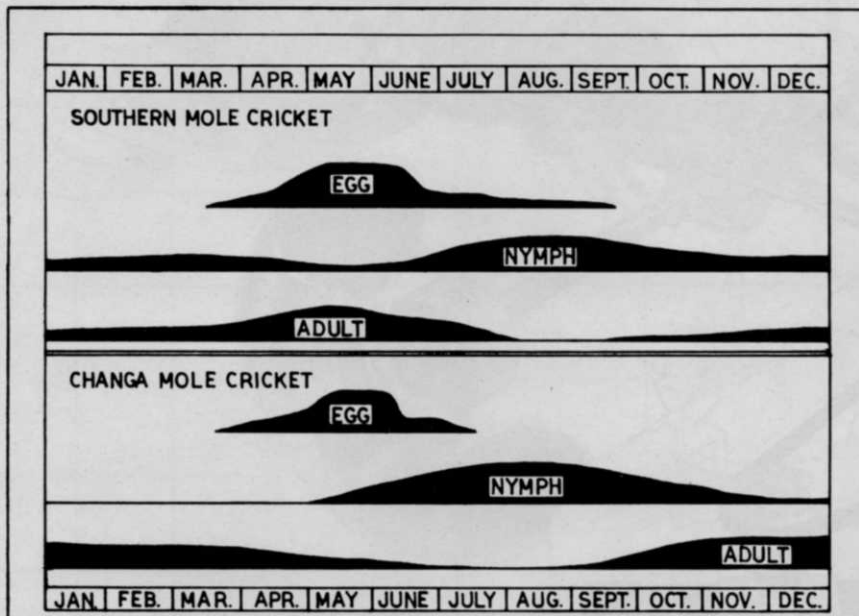 JAN. FEB. MAR. APR. MAY JUNE JULY AUG. SEPT. OCT. NOV. DEC.
SOUTHERN MOLE CRICKET
EGG
NYMPH
ADULT
CHANGA MOLE CRICKET
EGG
NYMPH
ADULT
JAN. FEB. MAR. APR. MAY JUNE JULY AUG. SEPT. OCT. NOV. DEC.